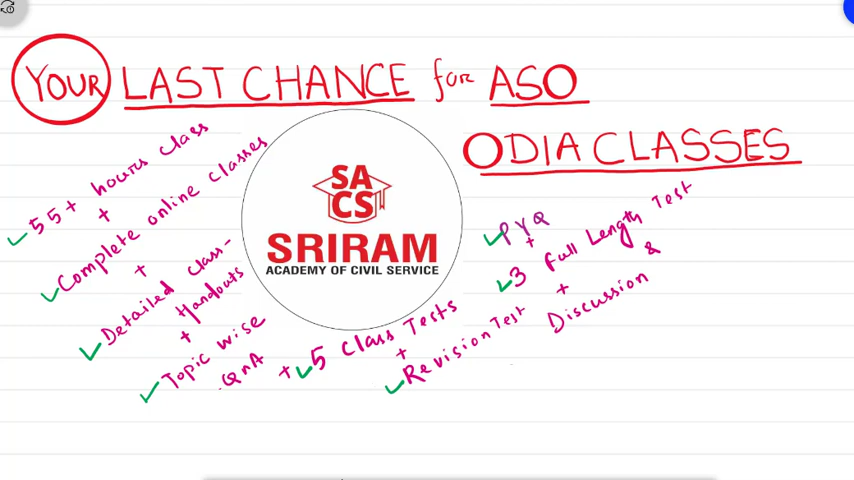 YOUR LAST CHANCE for ASO
ODIA CLASSES
✓ 55+ hours class
+
✓ Complete online classes
+
✓ Detailed class-
+ Handouts
✓ Topic wise
QnA
+ ✓ 5 Class Tests
+
✓ Revision Test
SA
CS
SRIRAM
ACADEMY OF CIVIL SERVICE
✓ PYQ
+
✓ 3 Full Length Test
+ &
Discussion